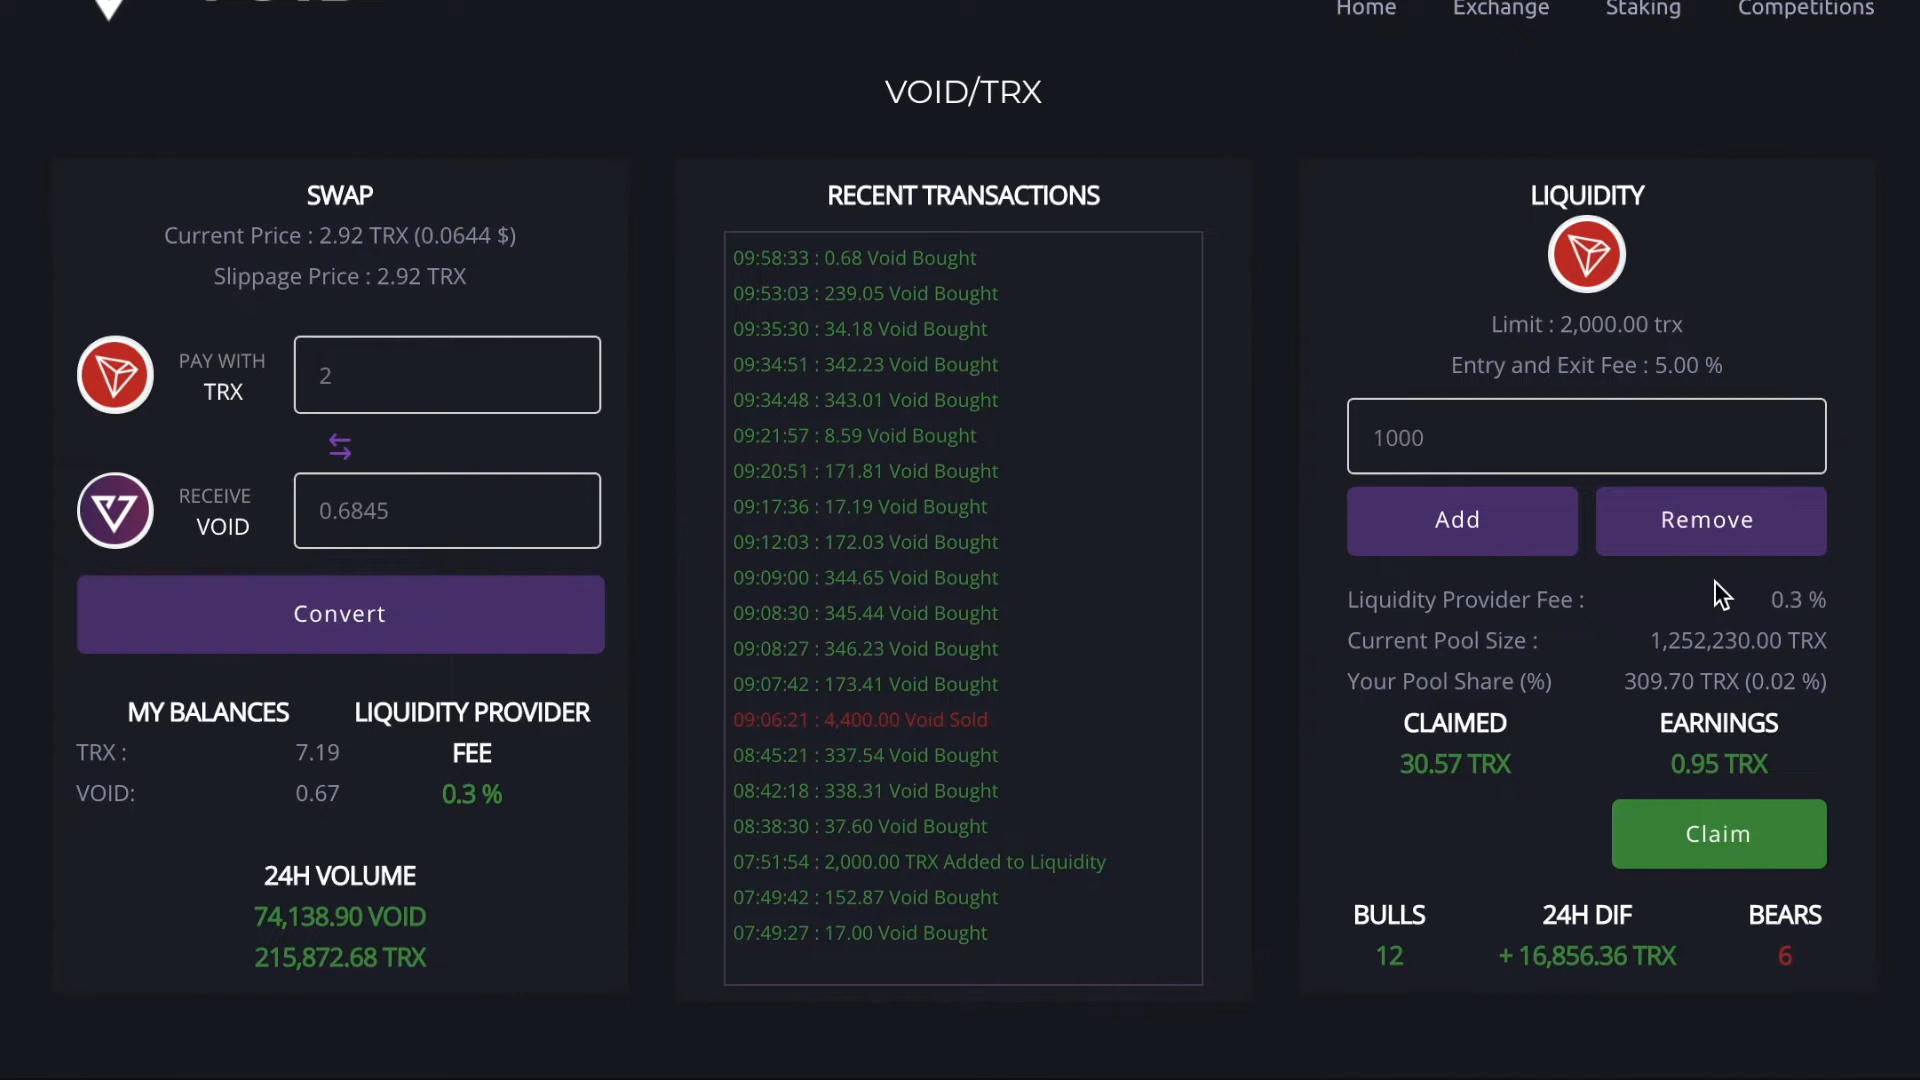 Home Exchange Staking Competitions
VOID/TRX
SWAP
Current Price : 2.92 TRX (0.0644 $)
Slippage Price : 2.92 TRX
PAY WITH
TRX
2
RECEIVE
VOID
0.6845
Convert
MY BALANCES
TRX : 7.19
VOID: 0.67
LIQUIDITY PROVIDER
FEE
0.3 %
24H VOLUME
74,138.90 VOID
215,872.68 TRX
RECENT TRANSACTIONS
09:58:33 : 0.68 Void Bought
09:53:03 : 239.05 Void Bought
09:35:30 : 34.18 Void Bought
09:34:51 : 342.23 Void Bought
09:34:48 : 343.01 Void Bought
09:21:57 : 8.59 Void Bought
09:20:51 : 171.81 Void Bought
09:17:36 : 17.19 Void Bought
09:12:03 : 172.03 Void Bought
09:09:00 : 344.65 Void Bought
09:08:30 : 345.44 Void Bought
09:08:27 : 346.23 Void Bought
09:07:42 : 173.41 Void Bought
09:06:21 : 4,400.00 Void Sold
08:45:21 : 337.54 Void Bought
08:42:18 : 338.31 Void Bought
08:38:30 : 37.60 Void Bought
07:51:54 : 2,000.00 TRX Added to Liquidity
07:49:42 : 152.87 Void Bought
07:49:27 : 17.00 Void Bought
LIQUIDITY
Limit : 2,000.00 trx
Entry and Exit Fee : 5.00 %
1000
Add Remove
Liquidity Provider Fee : 0.3 %
Current Pool Size : 1,252,230.00 TRX
Your Pool Share (%) 309.70 TRX (0.02 %)
CLAIMED EARNINGS
30.57 TRX 0.95 TRX
Claim
BULLS 24H DIF BEARS
12 + 16,856.36 TRX 6